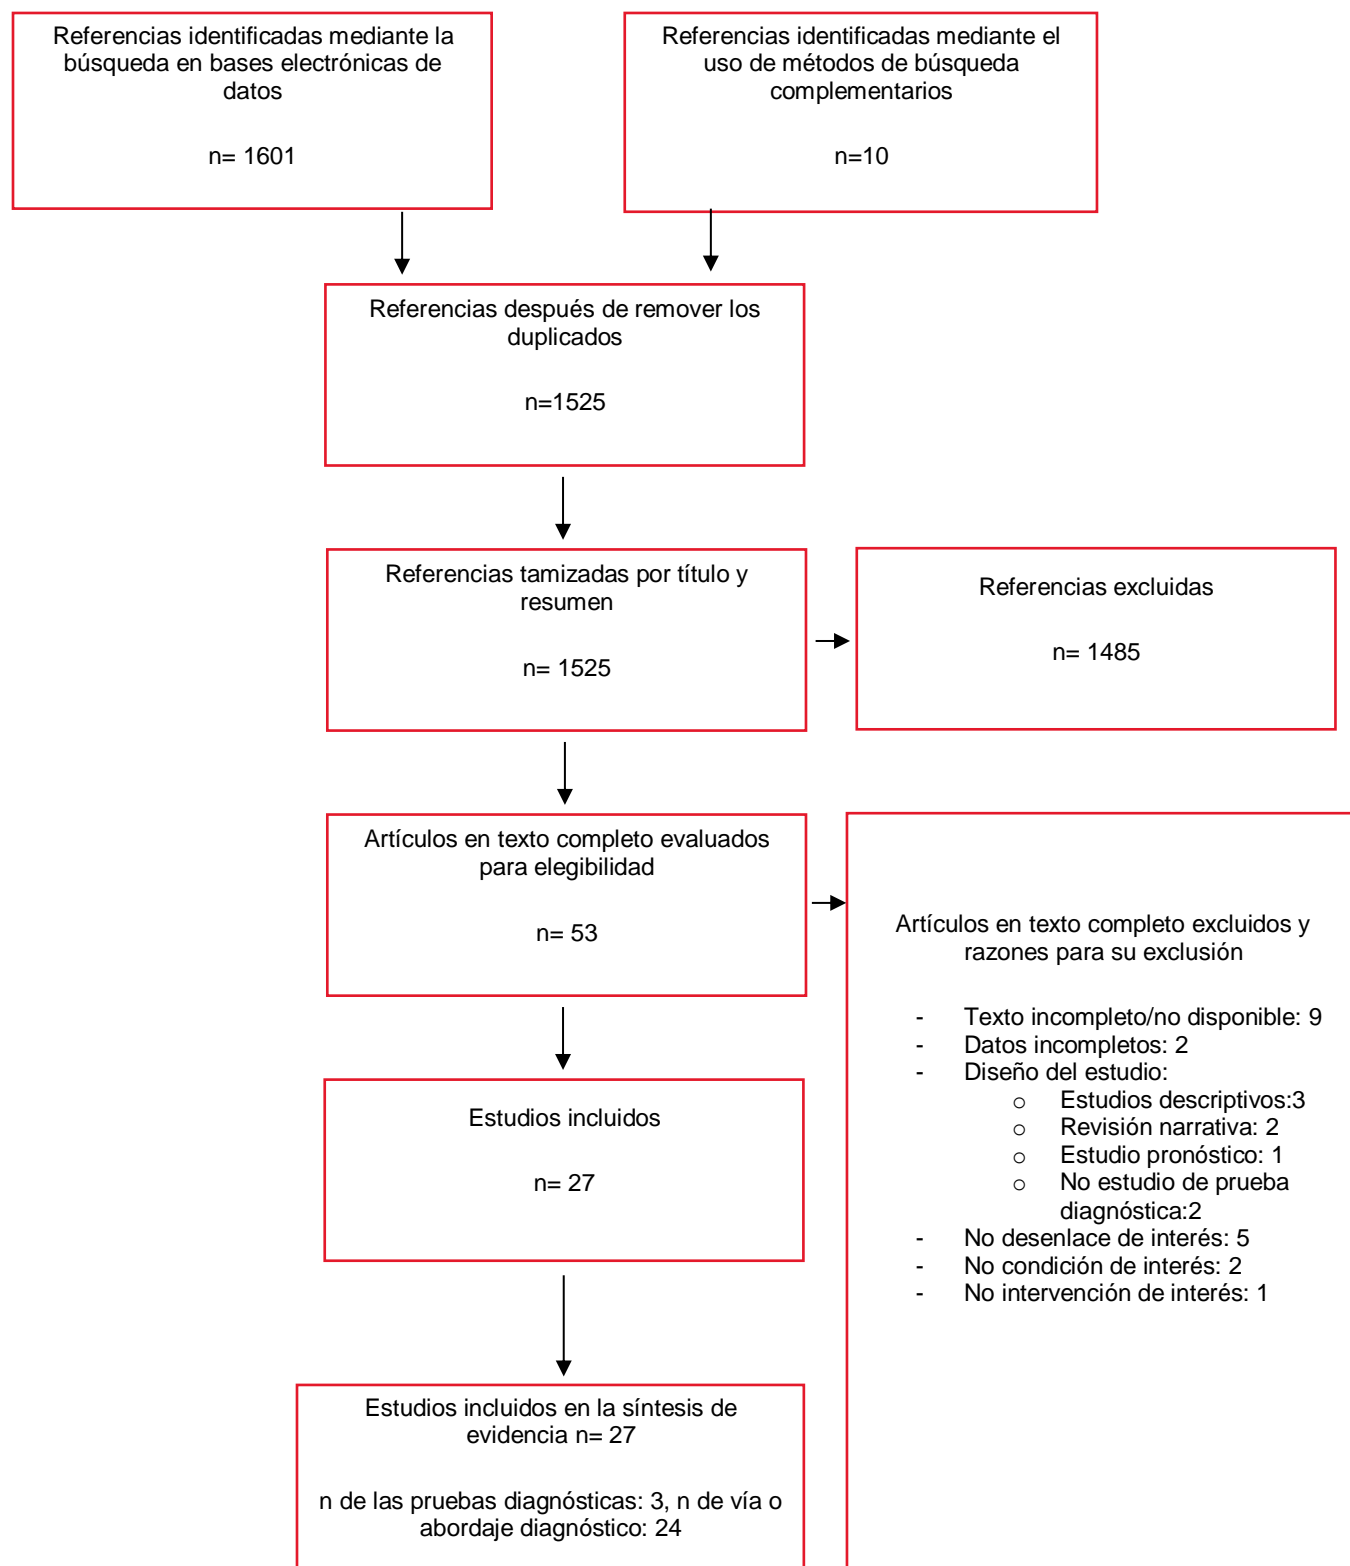 Referencias identificadas mediante la
búsqueda en bases electrónicas de
datos
n= 1601
Referencias identificadas mediante el
uso de métodos de búsqueda
complementarios
n=10
Referencias después de remover los
duplicados
n=1525
Referencias tamizadas por título y
resumen
n= 1525
Referencias excluidas
n= 1485
Artículos en texto completo evaluados
para elegibilidad
n= 53
Artículos en texto completo excluidos y
razones para su exclusión
- Texto incompleto/no disponible: 9
- Datos incompletos: 2
- Diseño del estudio:
o Estudios descriptivos:3
o Revisión narrativa: 2
o Estudio pronóstico: 1
o No estudio de prueba
diagnóstica:2
- No desenlace de interés: 5
- No condición de interés: 2
- No intervención de interés: 1
Estudios incluidos
n= 27
Estudios incluidos en la síntesis de
evidencia n= 27
n de las pruebas diagnósticas: 3, n de vía o
abordaje diagnóstico: 24